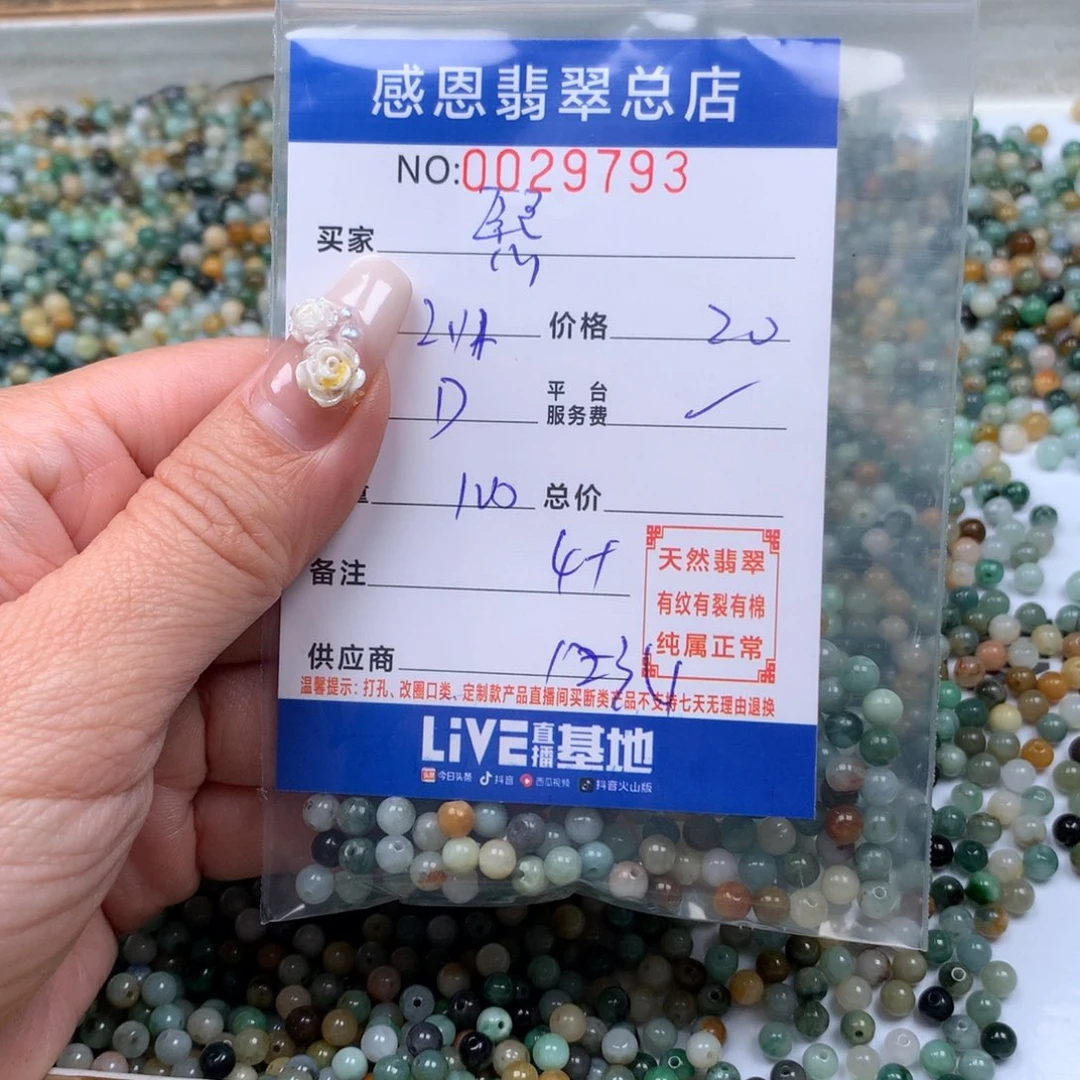 感恩翡翠总店
NO:0029793
买家
价格 20
D 平台服务费 ✓
总价
备注 4+
天然翡翠
有纹有裂有棉
纯属正常
供应商 1234
温馨提示：打孔、改圈口类、定制款产品直播间买断类产品不支持七天无理由退换
LiVE直播基地
今日头条 抖音 西瓜视频 抖音火山版